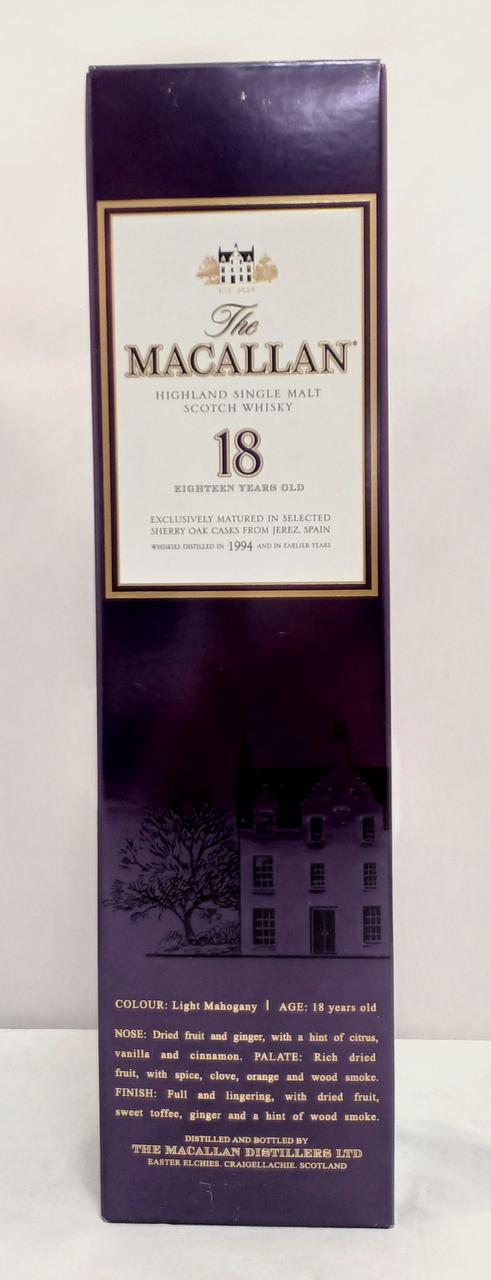 EST. 1824
The
MACALLAN®
HIGHLAND SINGLE MALT
SCOTCH WHISKY
18
EIGHTEEN YEARS OLD
EXCLUSIVELY MATURED IN SELECTED
SHERRY OAK CASKS FROM JEREZ, SPAIN
WHISKIES DISTILLED IN 1994 AND IN EARLIER YEARS
COLOUR: Light Mahogany | AGE: 18 years old
NOSE: Dried fruit and ginger, with a hint of citrus,
vanilla and cinnamon. PALATE: Rich dried
fruit, with spice, clove, orange and wood smoke.
FINISH: Full and lingering, with dried fruit,
sweet toffee, ginger and a hint of wood smoke.
DISTILLED AND BOTTLED BY
THE MACALLAN DISTILLERS LTD
EASTER ELCHIES, CRAIGELLACHIE, SCOTLAND